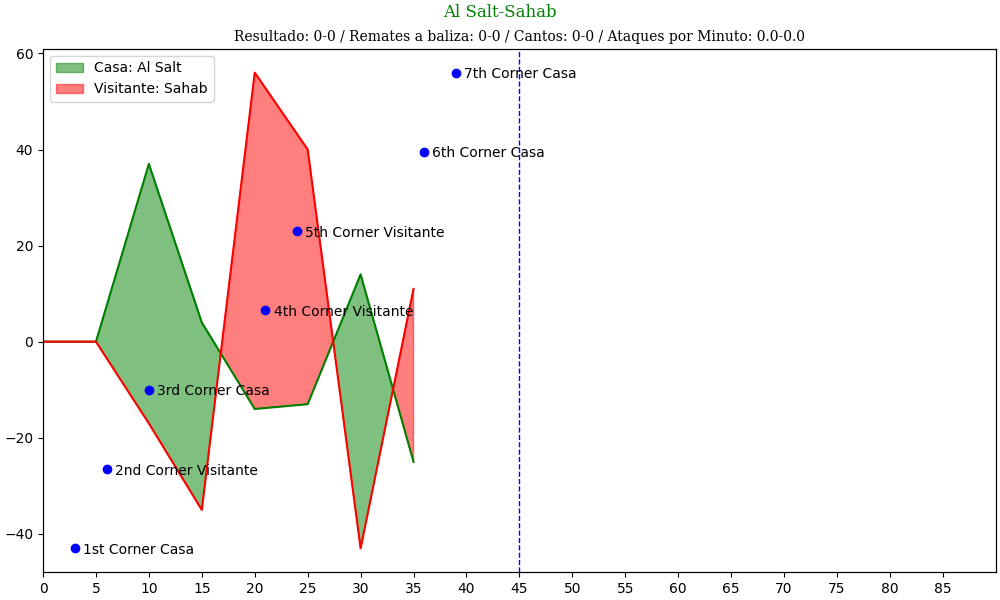 Al Salt-Sahab
Resultado: 0-0 / Remates a baliza: 0-0 / Cantos: 0-0 / Ataques por Minuto: 0.0-0.0
Casa: Al Salt
Visitante: Sahab
60
40
20
0
−20
−40
7th Corner Casa
6th Corner Casa
5th Corner Visitante
4th Corner Visitante
3rd Corner Casa
2nd Corner Visitante
1st Corner Casa
0 5 10 15 20 25 30 35 40 45 50 55 60 65 70 75 80 85